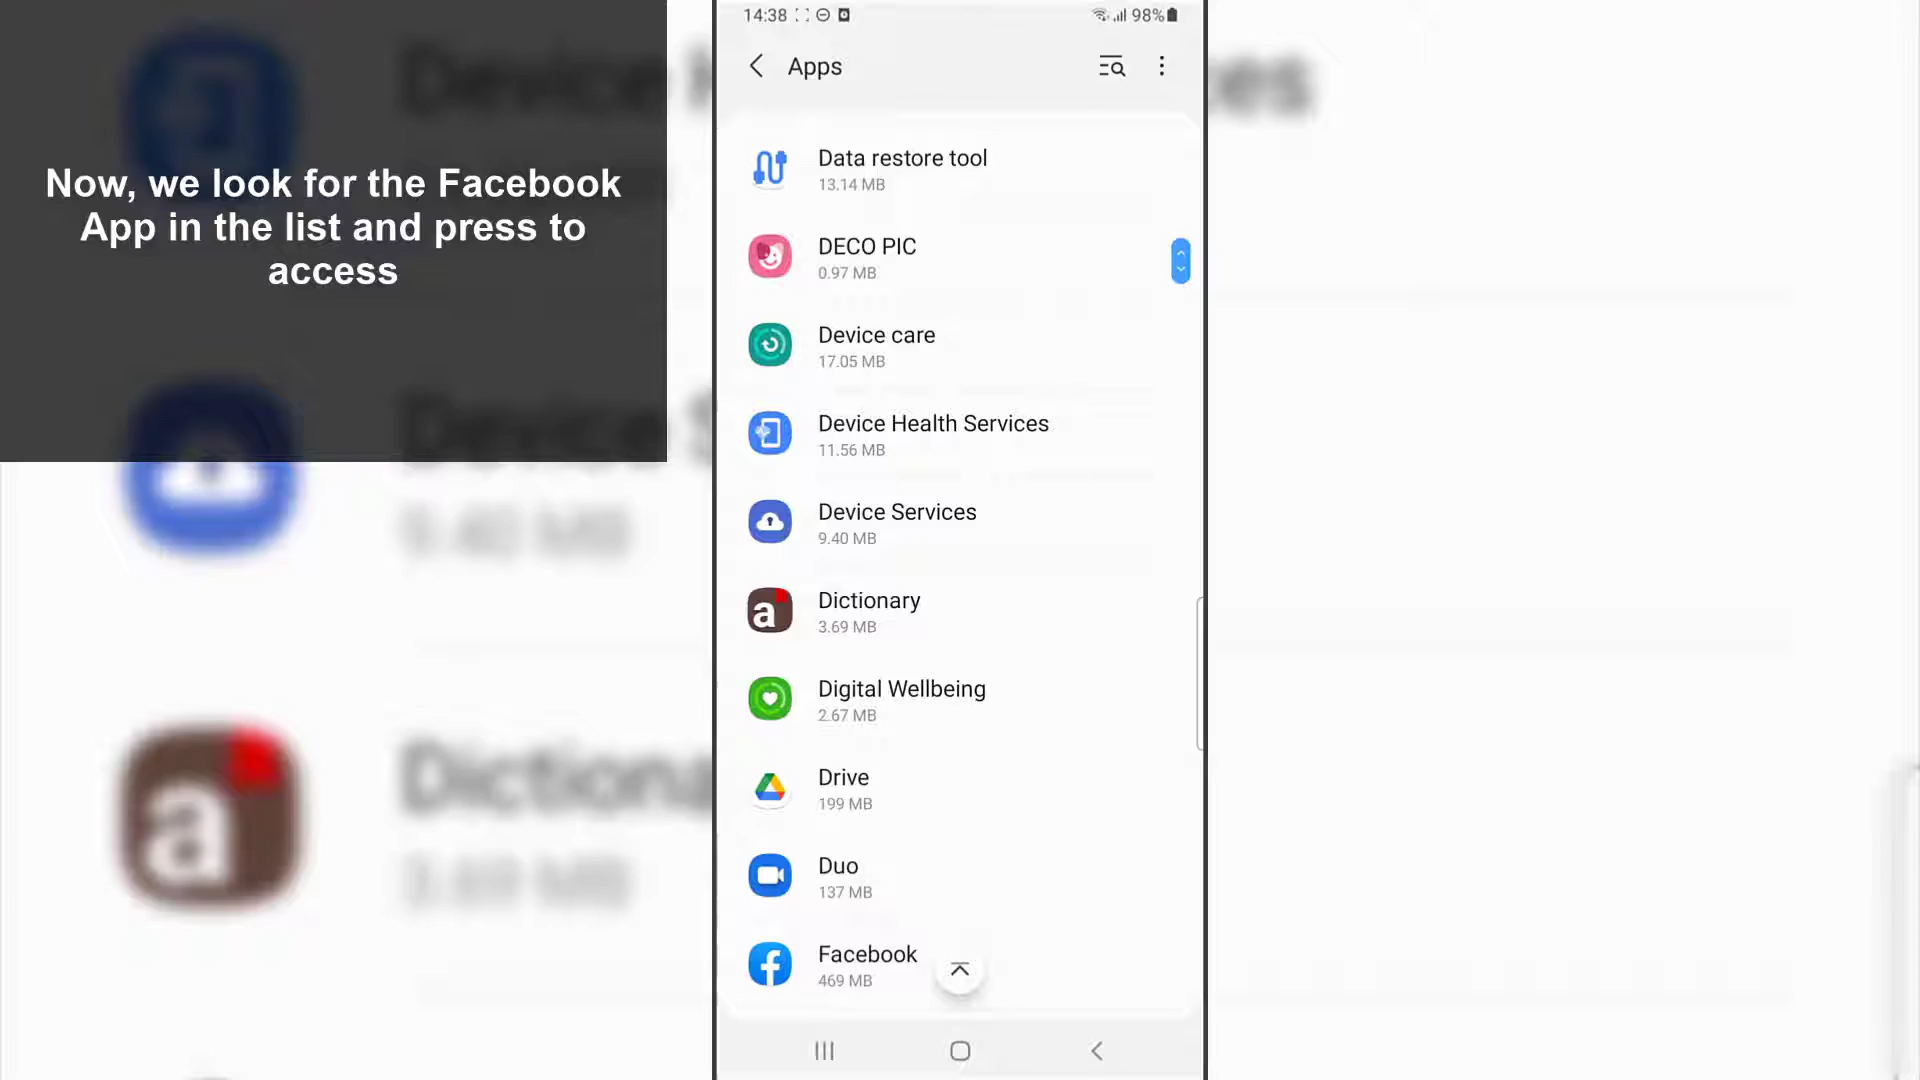 Now, we look for the Facebook
App in the list and press to
access
14:38
98%
Apps
Data restore tool
13.14 MB
DECO PIC
0.97 MB
Device care
17.05 MB
Device Health Services
11.56 MB
Device Services
9.40 MB
Dictionary
3.69 MB
Digital Wellbeing
2.67 MB
Drive
199 MB
Duo
137 MB
Facebook
469 MB